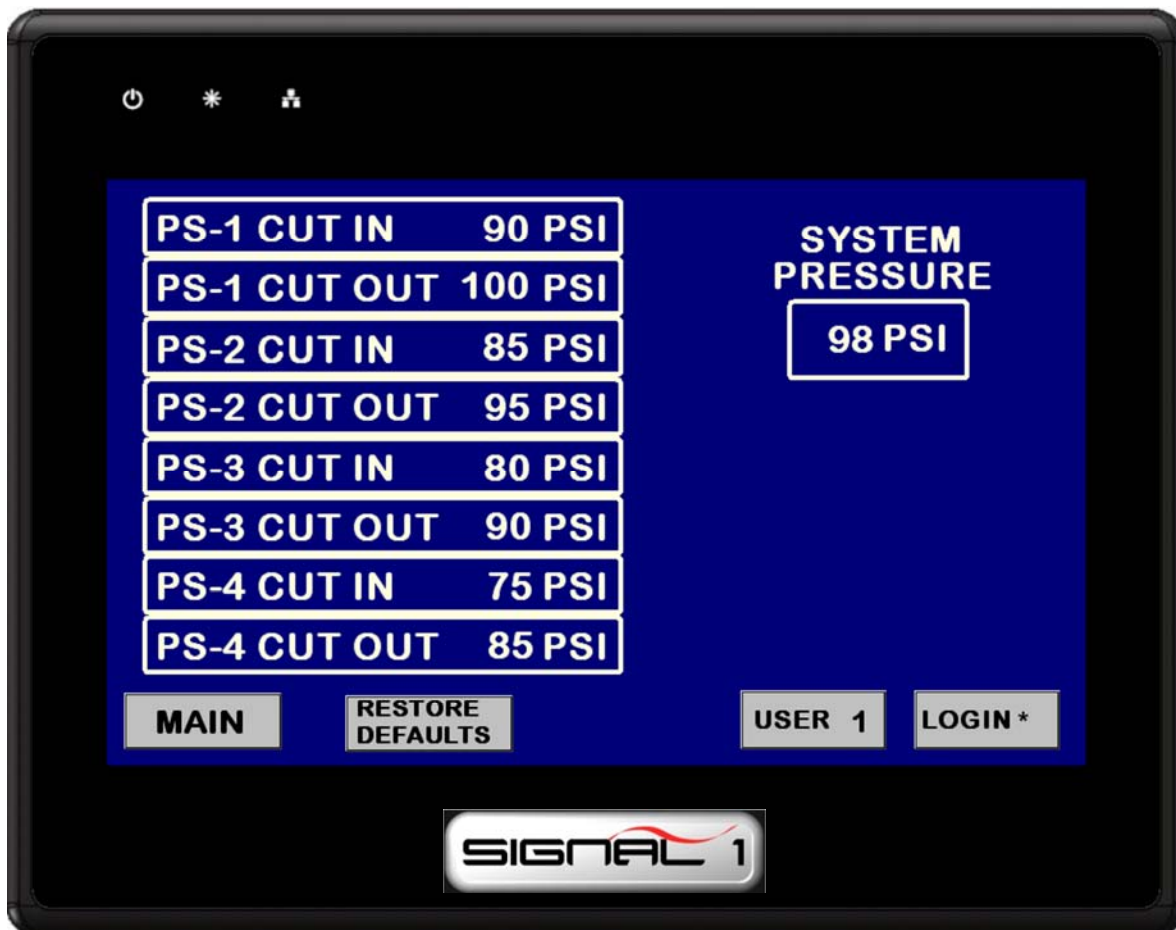 PS-1 CUT IN 90 PSI
PS-1 CUT OUT 100 PSI
PS-2 CUT IN 85 PSI
PS-2 CUT OUT 95 PSI
PS-3 CUT IN 80 PSI
PS-3 CUT OUT 90 PSI
PS-4 CUT IN 75 PSI
PS-4 CUT OUT 85 PSI
SYSTEM
PRESSURE
98 PSI
MAIN
RESTORE
DEFAULTS
USER 1
LOGIN *
SIGNAL 1